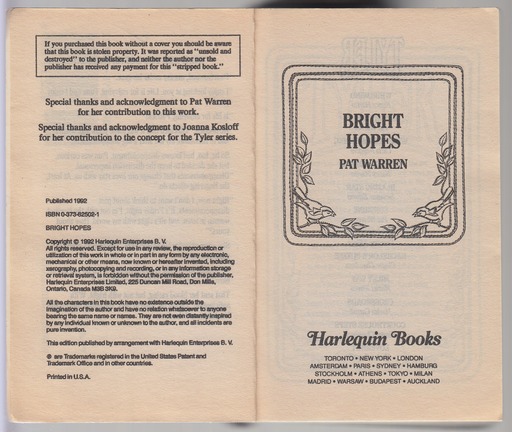 If you purchased this book without a cover you should be aware
that this book is stolen property. It was reported as "unsold and
destroyed" to the publisher, and neither the author nor the
publisher has received any payment for this "stripped book."
Special thanks and acknowledgment to Pat Warren
for her contribution to this work.
Special thanks and acknowledgment to Joanna Kosloff
for her contribution to the concept for the Tyler series.
Published 1992
ISBN 0-373-82502-1
BRIGHT HOPES
Copyright © 1992 Harlequin Enterprises B. V.
All rights reserved. Except for use in any review, the reproduction or
utilization of this work in whole or in part in any form by any electronic,
mechanical or other means, now known or hereafter invented, including
xerography, photocopying and recording, or in any information storage
or retrieval system, is forbidden without the permission of the publisher,
Harlequin Enterprises Limited, 225 Duncan Mill Road, Don Mills,
Ontario, Canada M3B 3K9.
All the characters in this book have no existence outside the
imagination of the author and have no relation whatsoever to anyone
bearing the same name or names. They are not even distantly inspired
by any individual known or unknown to the author, and all incidents are
pure invention.
This edition published by arrangement with Harlequin Enterprises B. V.
® are Trademarks registered in the United States Patent and
Trademark Office and in other countries.
Printed in U.S.A.
BRIGHT
HOPES
PAT WARREN
Harlequin Books
TORONTO • NEW YORK • LONDON
AMSTERDAM • PARIS • SYDNEY • HAMBURG
STOCKHOLM • ATHENS • TOKYO • MILAN
MADRID • WARSAW • BUDAPEST • AUCKLAND